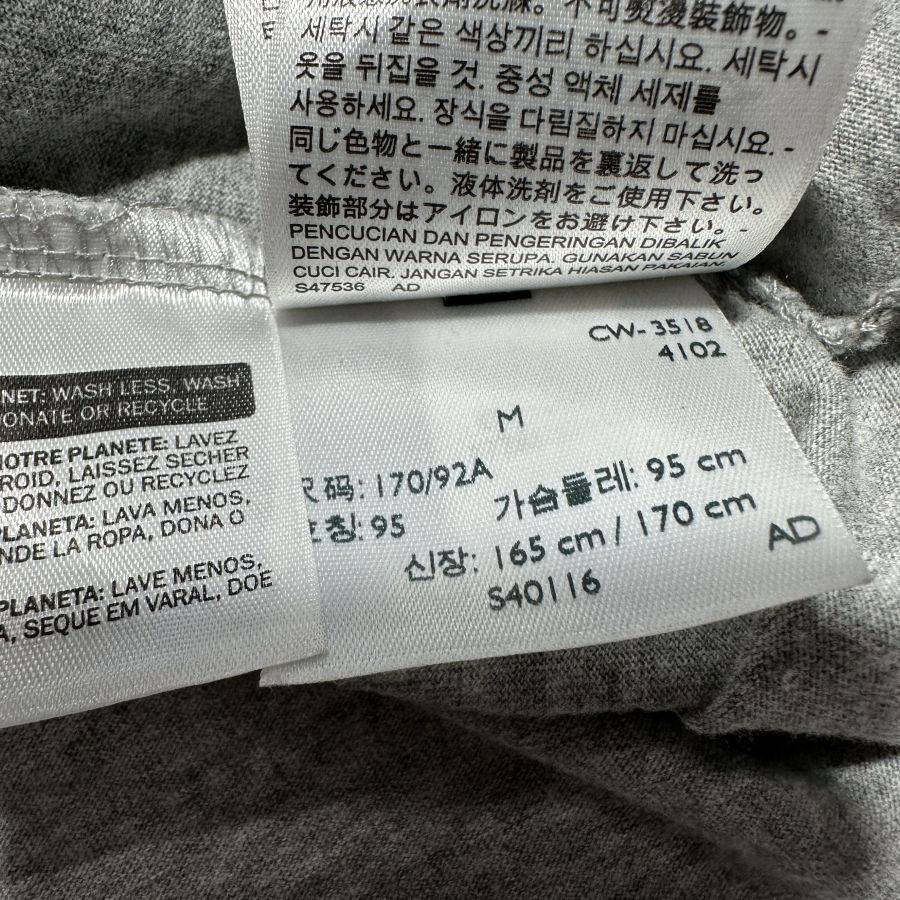 세탁시 같은 색상끼리 하십시요. 세탁시
옷을 뒤집을 것. 중성 액체 세제를
사용하세요. 장식을 다림질하지 마십시요. -
同じ色物と一緒に製品を裏返して洗っ
てください。液体洗剤をご使用下さい。
装飾部分はアイロンをお避け下さい。-
PENCUCIAN DAN PENGERINGAN DIBALIK
DENGAN WARNA SERUPA. GUNAKAN SABUN
CUCI CAIR. JANGAN SETRIKA HIASAN PAKAIAN.
S47536 AD
NET: WASH LESS, WASH
ONATE OR RECYCLE
NOTRE PLANETE: LAVEZ
ROID, LAISSEZ SECHER
DONNEZ OU RECYCLEZ
PLANETA: LAVA MENOS,
NDE LA ROPA, DONA O
PLANETA: LAVE MENOS,
A, SEQUE EM VARAL, DOE
CW-3518
4102
M
尺码: 170/92A
호칭: 95
가슴둘레: 95 cm
신장: 165 cm / 170 cm
S40116
AD